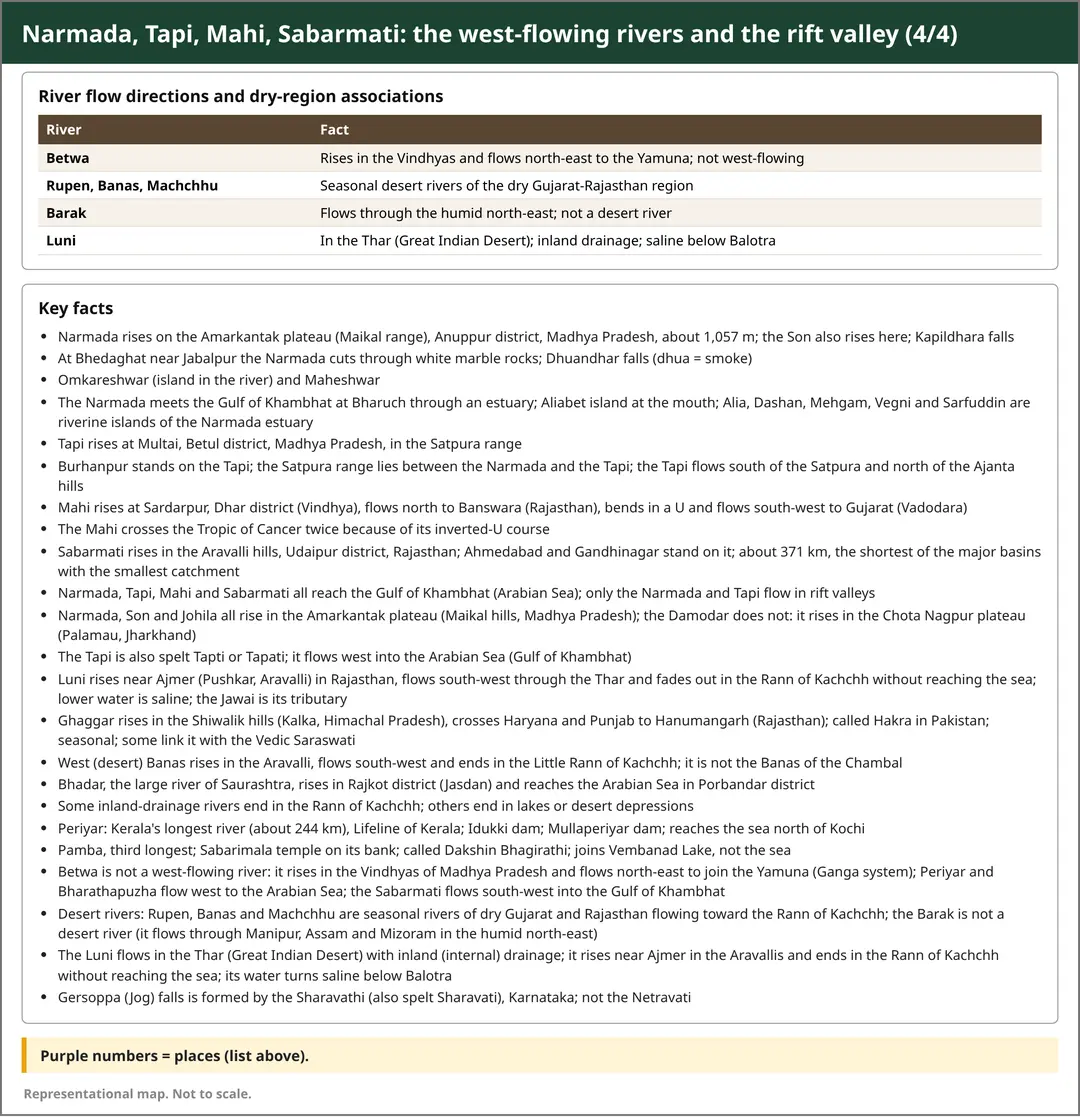 Narmada, Tapi, Mahi, Sabarmati: the west-flowing rivers and the rift valley (4/4)
River flow directions and dry-region associations
River Fact
Betwa Rises in the Vindhyas and flows north-east to the Yamuna; not west-flowing
Rupen, Banas, Machchhu Seasonal desert rivers of the dry Gujarat-Rajasthan region
Barak Flows through the humid north-east; not a desert river
Luni In the Thar (Great Indian Desert); inland drainage; saline below Balotra
Key facts
• Narmada rises on the Amarkantak plateau (Maikal range), Anuppur district, Madhya Pradesh, about 1,057 m; the Son also rises here; Kapildhara falls
• At Bhedaghat near Jabalpur the Narmada cuts through white marble rocks; Dhuandhar falls (dhua = smoke)
• Omkareshwar (island in the river) and Maheshwar
• The Narmada meets the Gulf of Khambhat at Bharuch through an estuary; Aliabet island at the mouth; Alia, Dashan, Mehgam, Vegni and Sarfuddin are
riverine islands of the Narmada estuary
• Tapi rises at Multai, Betul district, Madhya Pradesh, in the Satpura range
• Burhanpur stands on the Tapi; the Satpura range lies between the Narmada and the Tapi; the Tapi flows south of the Satpura and north of the Ajanta
hills
• Mahi rises at Sardarpur, Dhar district (Vindhya), flows north to Banswara (Rajasthan), bends in a U and flows south-west to Gujarat (Vadodara)
• The Mahi crosses the Tropic of Cancer twice because of its inverted-U course
• Sabarmati rises in the Aravalli hills, Udaipur district, Rajasthan; Ahmedabad and Gandhinagar stand on it; about 371 km, the shortest of the major basins
with the smallest catchment
• Narmada, Tapi, Mahi and Sabarmati all reach the Gulf of Khambhat (Arabian Sea); only the Narmada and Tapi flow in rift valleys
• Narmada, Son and Johila all rise in the Amarkantak plateau (Maikal hills, Madhya Pradesh); the Damodar does not: it rises in the Chota Nagpur plateau
(Palamau, Jharkhand)
• The Tapi is also spelt Tapti or Tapati; it flows west into the Arabian Sea (Gulf of Khambhat)
• Luni rises near Ajmer (Pushkar, Aravalli) in Rajasthan, flows south-west through the Thar and fades out in the Rann of Kachchh without reaching the sea;
lower water is saline; the Jawai is its tributary
• Ghaggar rises in the Shiwalik hills (Kalka, Himachal Pradesh), crosses Haryana and Punjab to Hanumangarh (Rajasthan); called Hakra in Pakistan;
seasonal; some link it with the Vedic Saraswati
• West (desert) Banas rises in the Aravalli, flows south-west and ends in the Little Rann of Kachchh; it is not the Banas of the Chambal
• Bhadar, the large river of Saurashtra, rises in Rajkot district (Jasdan) and reaches the Arabian Sea in Porbandar district
• Some inland-drainage rivers end in the Rann of Kachchh; others end in lakes or desert depressions
• Periyar: Kerala's longest river (about 244 km), Lifeline of Kerala; Idukki dam; Mullaperiyar dam; reaches the sea north of Kochi
• Pamba, third longest; Sabarimala temple on its bank; called Dakshin Bhagirathi; joins Vembanad Lake, not the sea
• Betwa is not a west-flowing river: it rises in the Vindhyas of Madhya Pradesh and flows north-east to join the Yamuna (Ganga system); Periyar and
Bharathapuzha flow west to the Arabian Sea; the Sabarmati flows south-west into the Gulf of Khambhat
• Desert rivers: Rupen, Banas and Machchhu are seasonal rivers of dry Gujarat and Rajasthan flowing toward the Rann of Kachchh; the Barak is not a
desert river (it flows through Manipur, Assam and Mizoram in the humid north-east)
• The Luni flows in the Thar (Great Indian Desert) with inland (internal) drainage; it rises near Ajmer in the Aravallis and ends in the Rann of Kachchh
without reaching the sea; its water turns saline below Balotra
• Gersoppa (Jog) falls is formed by the Sharavathi (also spelt Sharavati), Karnataka; not the Netravati
Purple numbers = places (list above).
Representational map. Not to scale.